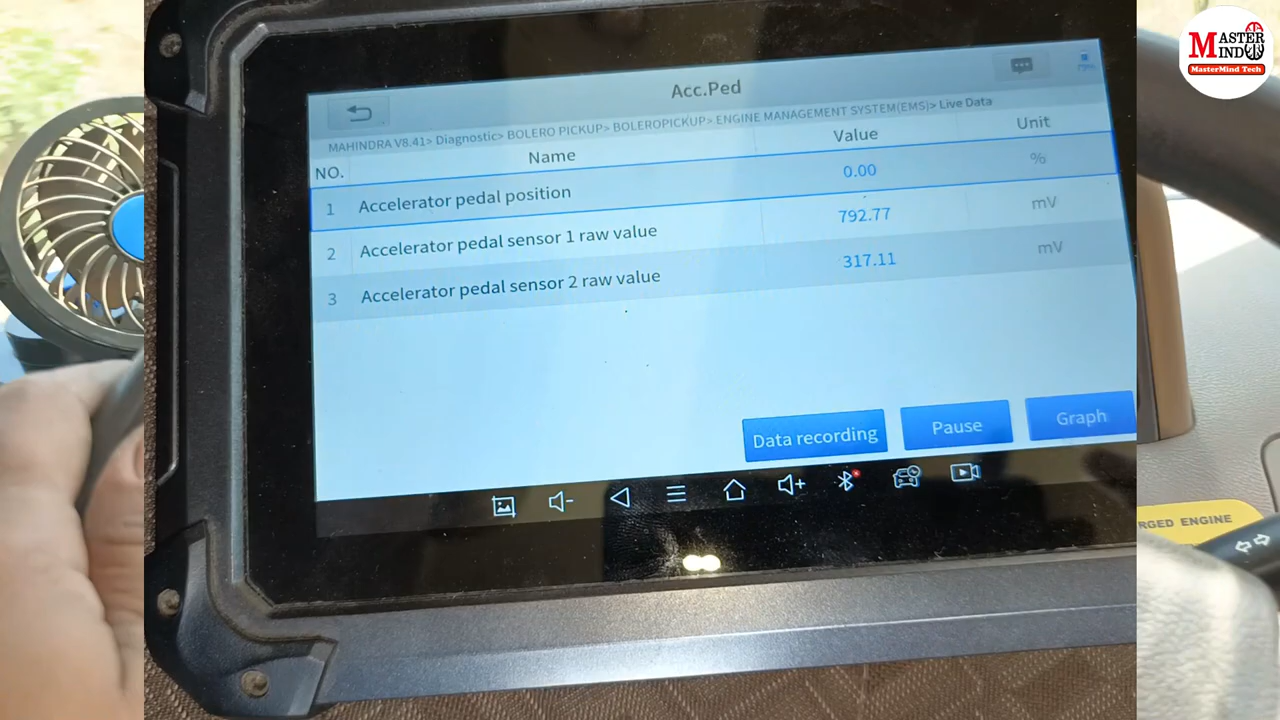 MASTER
MIND
MasterMind Tech
Acc.Ped
MAHINDRA V8.41> Diagnostic> BOLERO PICKUP> BOLEROPICKUP> ENGINE MANAGEMENT SYSTEM(EMS)> Live Data
NO. Name Value Unit
1 Accelerator pedal position 0.00 %
2 Accelerator pedal sensor 1 raw value 792.77 mV
3 Accelerator pedal sensor 2 raw value 317.11 mV
Data recording Pause Graph
RGED ENGINE